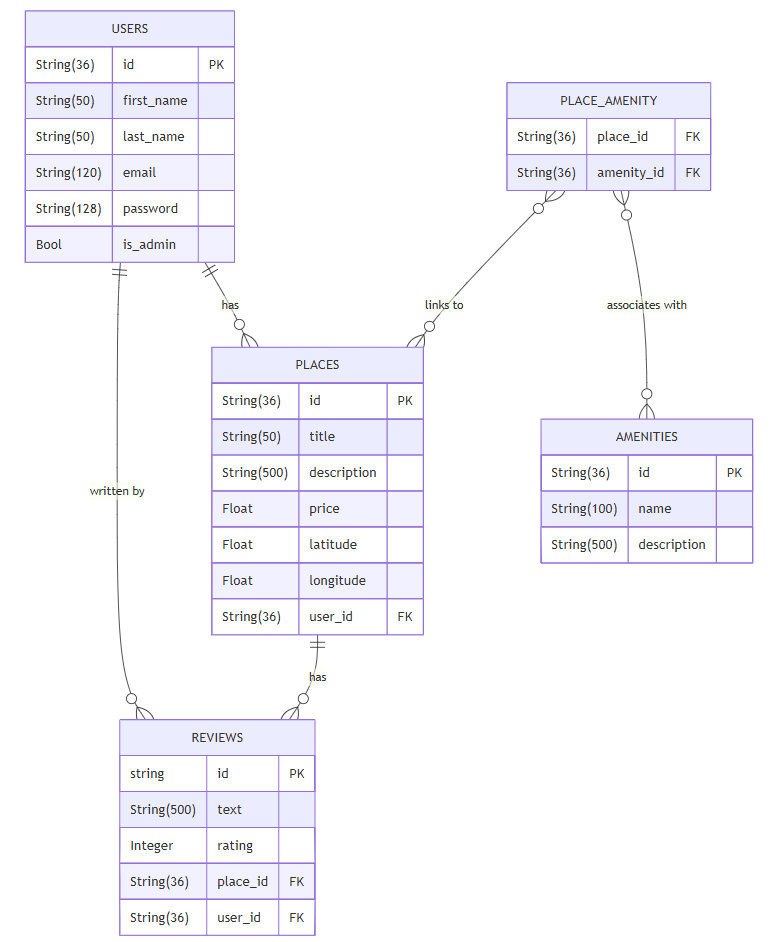 USERS
String(36) id PK
String(50) first_name
String(50) last_name
String(120) email
String(128) password
Bool is_admin
PLACE_AMENITY
String(36) place_id FK
String(36) amenity_id FK
has
links to
associates with
PLACES
String(36) id PK
String(50) title
String(500) description
Float price
Float latitude
Float longitude
String(36) user_id FK
AMENITIES
String(36) id PK
String(100) name
String(500) description
written by
has
REVIEWS
string id PK
String(500) text
Integer rating
String(36) place_id FK
String(36) user_id FK